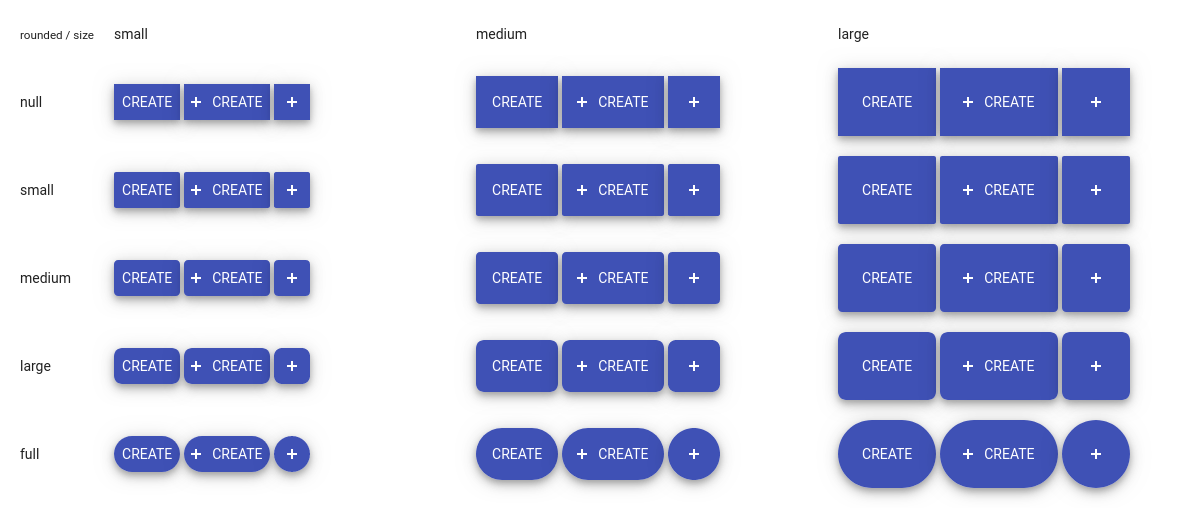 rounded / size small medium large
null CREATE + CREATE + CREATE + CREATE + CREATE + CREATE +
small CREATE + CREATE + CREATE + CREATE + CREATE + CREATE +
medium CREATE + CREATE + CREATE + CREATE + CREATE + CREATE +
large CREATE + CREATE + CREATE + CREATE + CREATE + CREATE +
full CREATE + CREATE + CREATE + CREATE + CREATE + CREATE +